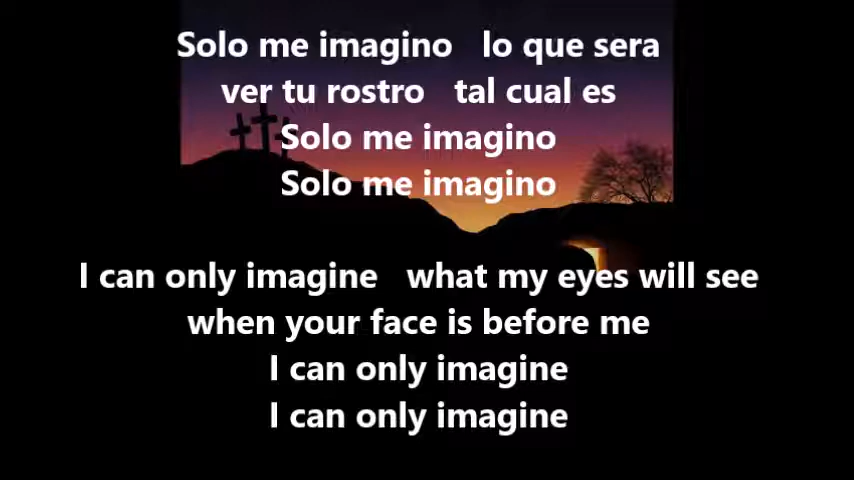 Solo me imagino lo que sera
ver tu rostro tal cual es
Solo me imagino
Solo me imagino
I can only imagine what my eyes will see
when your face is before me
I can only imagine
I can only imagine